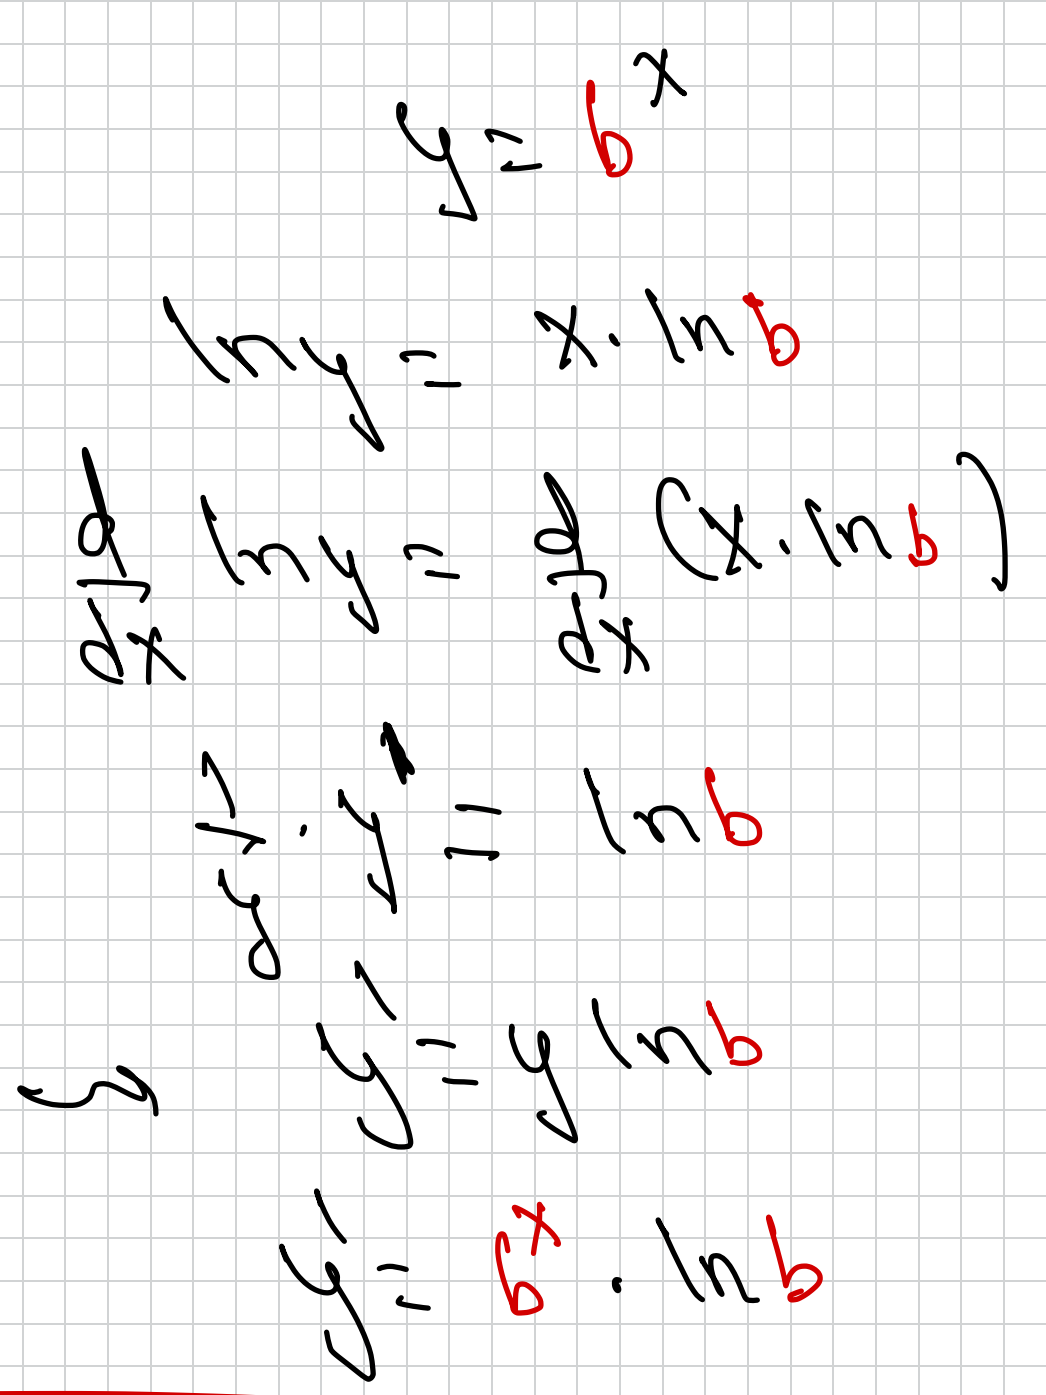 y = b^x
ln y = x · ln b
d/dx ln y = d/dx (x · ln b)
1/y · y' = ln b
y' = y ln b
y' = b^x · ln b